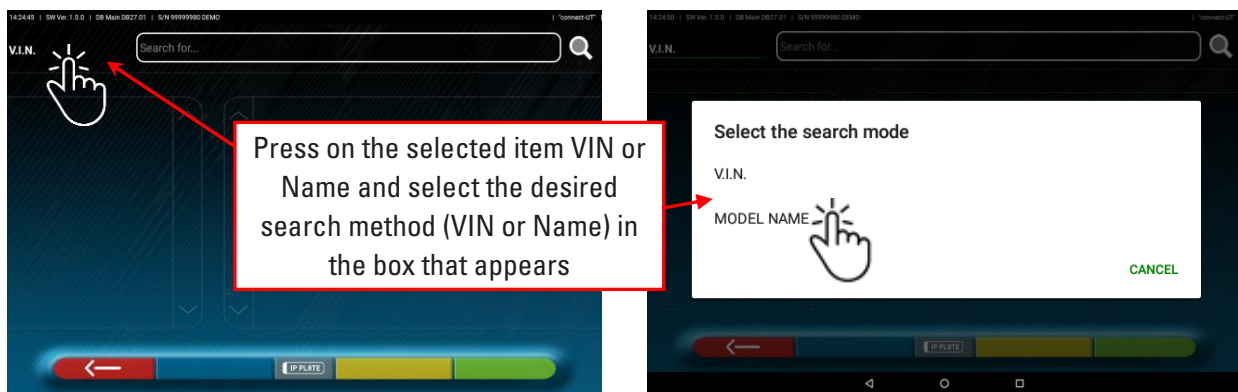 14:24:45 | SW Ver. 1.0.0 | DB Main DB27.01 | S/N 99999980 DEMO | "connect-UT" |
V.I.N.
Search for...
IP PLATE
Press on the selected item VIN or
Name and select the desired
search method (VIN or Name) in
the box that appears
14:24:50 | SW Ver. 1.0.0 | DB Main DB27.01 | S/N 99999980 DEMO | "connect-UT"
V.I.N.
Search for...
Select the search mode
V.I.N.
MODEL NAME
CANCEL
IP PLATE